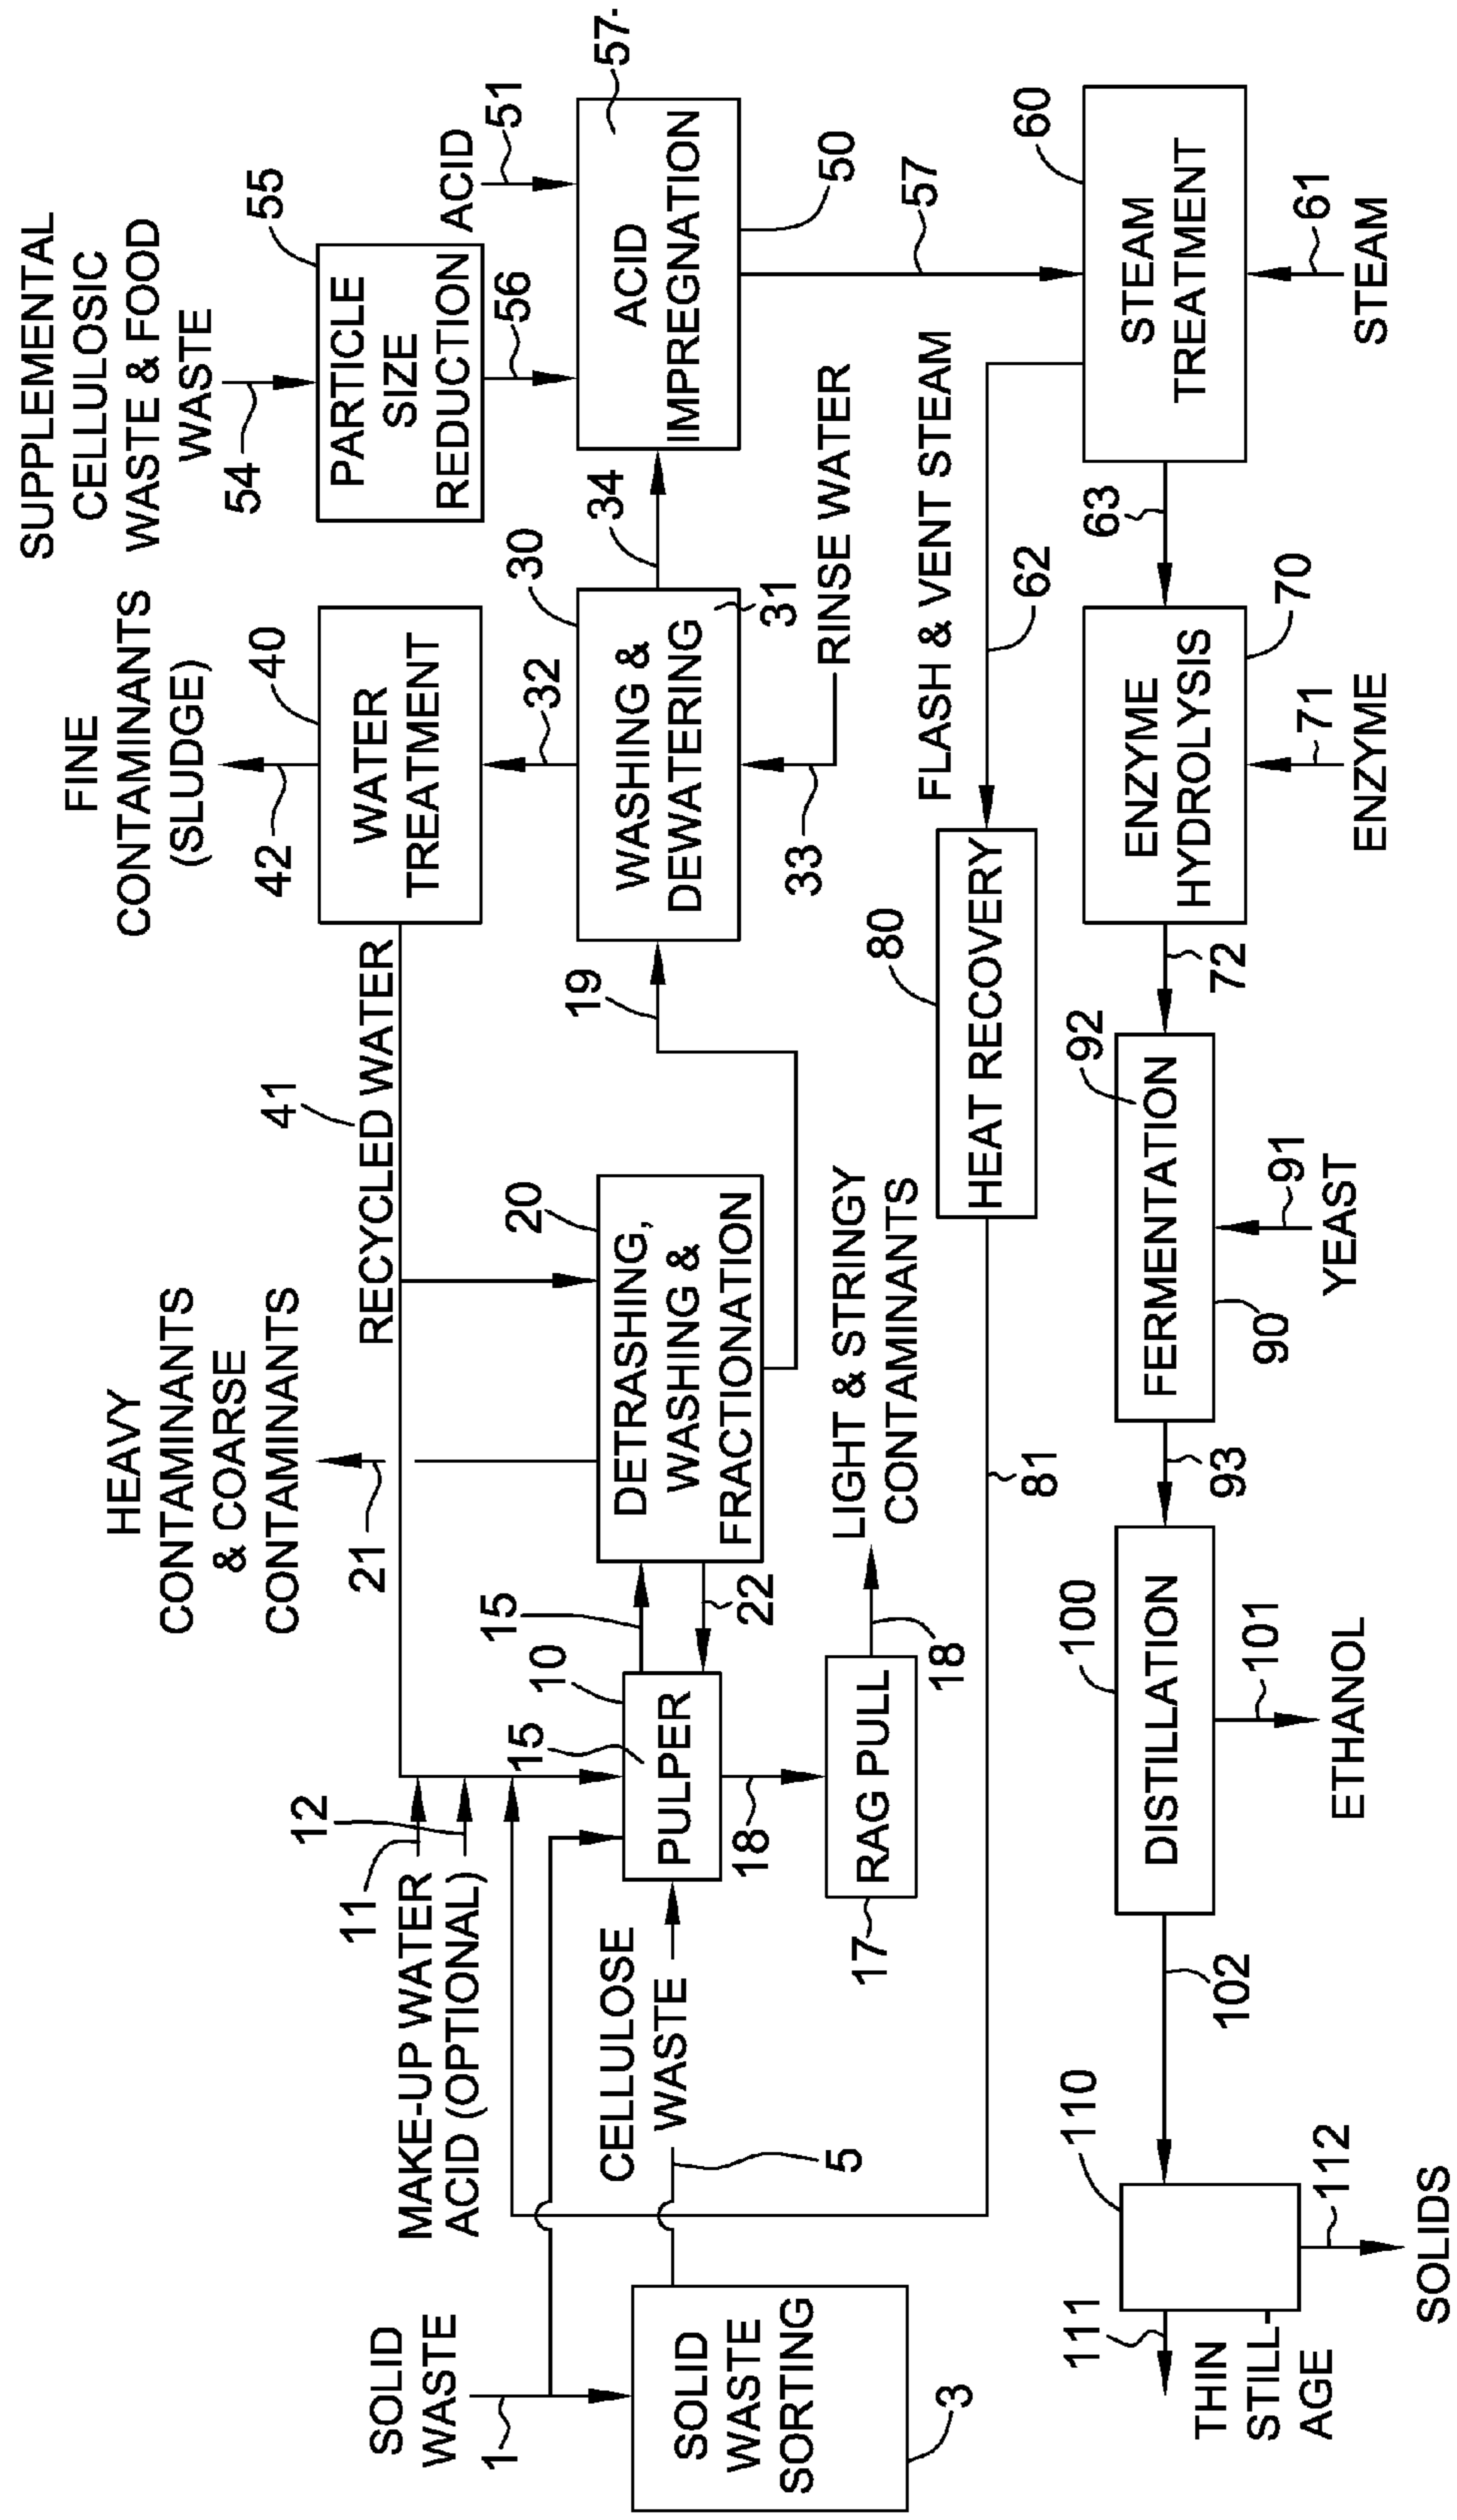 SOLID
WASTE
1
SOLID
WASTE
SORTING
3
5
CELLULOSE
WASTE
MAKE-UP WATER
ACID (OPTIONAL)
11
12
15
10
PULPER
18
RAG PULL
17
18
LIGHT & STRINGY
CONTAMINANTS
15
22
HEAVY
CONTAMINANTS
& COARSE
CONTAMINANTS
21
DETRASHING,
WASHING &
FRACTIONATION
20
RECYCLED WATER
41
19
FINE
CONTAMINANTS
(SLUDGE)
42
40
WATER
TREATMENT
32
30
WASHING &
DEWATERING
31
33
RINSE WATER
34
SUPPLEMENTAL
CELLULOSIC
WASTE & FOOD
WASTE
54
55
PARTICLE
SIZE
REDUCTION
56
ACID
51
ACID
IMPREGNATION
57
50
57
FLASH & VENT STEAM
62
60
STEAM
TREATMENT
61
STEAM
63
80
HEAT RECOVERY
81
70
ENZYME
HYDROLYSIS
71
ENZYME
72
92
FERMENTATION
90
91
YEAST
93
100
DISTILLATION
101
ETHANOL
102
110
111
THIN
STILL
AGE
112
SOLIDS